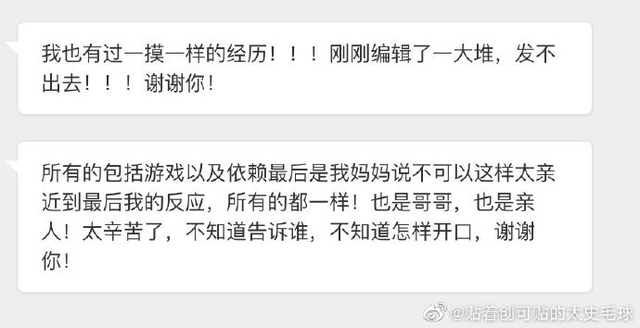 我也有过一摸一样的经历！！！刚刚编辑了一大堆，发不
出去！！！谢谢你！
所有的包括游戏以及依赖最后是我妈妈说不可以这样太亲
近到最后我的反应，所有的都一样！也是哥哥，也是亲
人！太辛苦了，不知道告诉谁，不知道怎样开口，谢谢
你！
@贴着创可贴的太史毛球